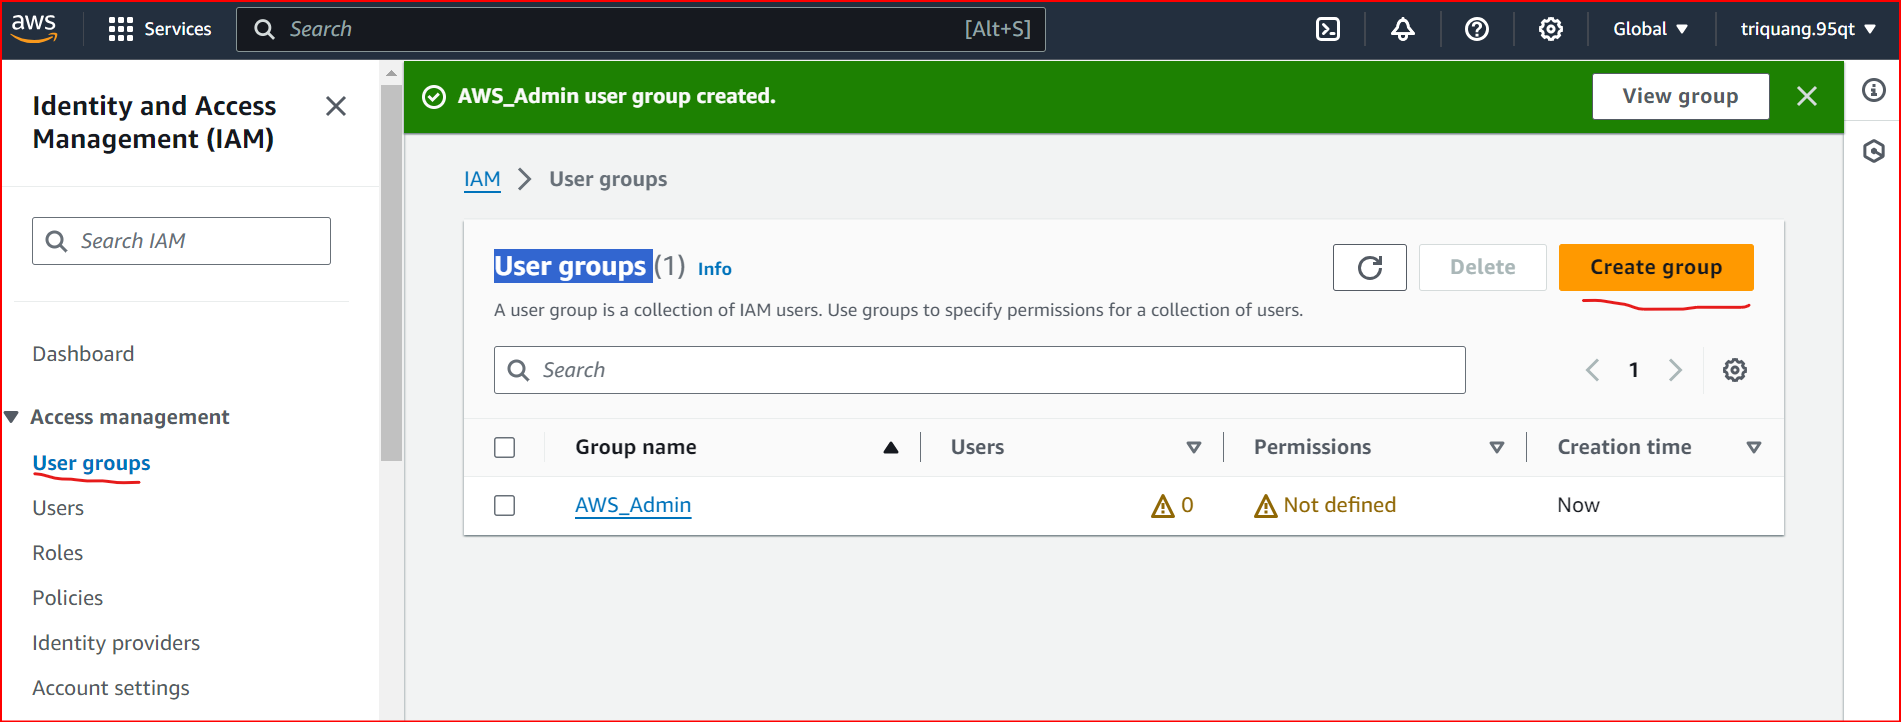 aws
Services
Search
[Alt+S]
Global
triquang.95qt
Identity and Access
Management (IAM)
Search IAM
Dashboard
Access management
User groups
Users
Roles
Policies
Identity providers
Account settings
AWS_Admin user group created.
View group
IAM
User groups
User groups (1) Info
Delete
Create group
A user group is a collection of IAM users. Use groups to specify permissions for a collection of users.
Search
1
Group name
Users
Permissions
Creation time
AWS_Admin
0
Not defined
Now